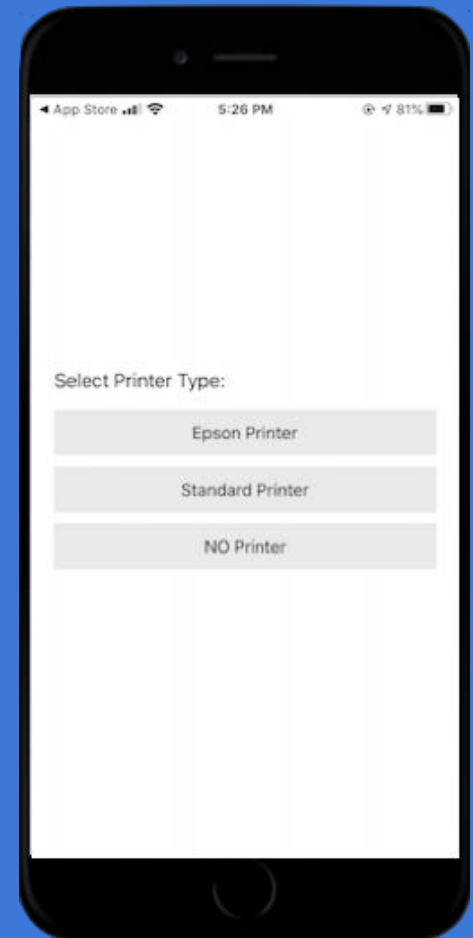 App Store 5:26 PM 81%
Select Printer Type:
Epson Printer
Standard Printer
NO Printer